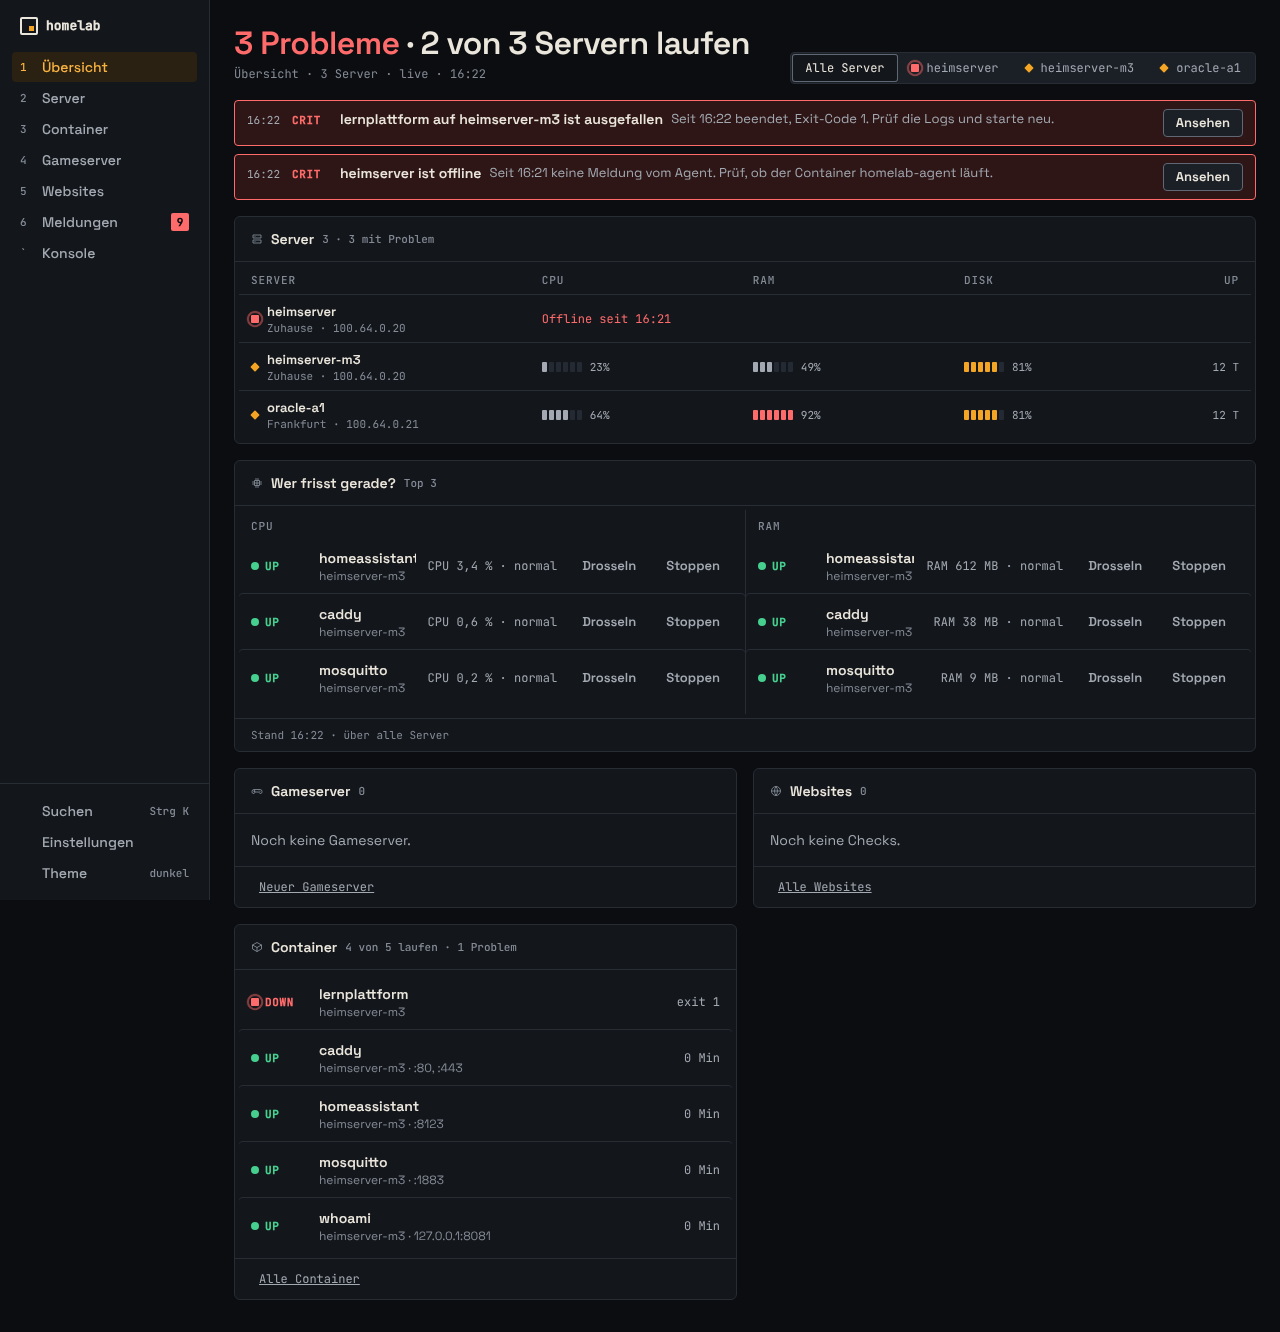 homelab
1 Übersicht
2 Server
3 Container
4 Gameserver
5 Websites
6 Meldungen 9
` Konsole
Suchen Strg K
Einstellungen
Theme dunkel
3 Probleme · 2 von 3 Servern laufen
Übersicht · 3 Server · live · 16:22
Alle Server heimserver heimserver-m3 oracle-a1
16:22 CRIT lernplattform auf heimserver-m3 ist ausgefallen Seit 16:22 beendet, Exit-Code 1. Prüf die Logs und starte neu. Ansehen
16:22 CRIT heimserver ist offline Seit 16:21 keine Meldung vom Agent. Prüf, ob der Container homelab-agent läuft. Ansehen
Server 3 · 3 mit Problem
SERVER CPU RAM DISK UP
heimserver
Zuhause · 100.64.0.20
Offline seit 16:21
heimserver-m3
Zuhause · 100.64.0.20
23% 49% 81% 12 T
oracle-a1
Frankfurt · 100.64.0.21
64% 92% 81% 12 T
Wer frisst gerade? Top 3
CPU
UP homeassistant CPU 3,4 % · normal Drosseln Stoppen
heimserver-m3
UP caddy CPU 0,6 % · normal Drosseln Stoppen
heimserver-m3
UP mosquitto CPU 0,2 % · normal Drosseln Stoppen
heimserver-m3
RAM
UP homeassistar RAM 612 MB · normal Drosseln Stoppen
heimserver-m3
UP caddy RAM 38 MB · normal Drosseln Stoppen
heimserver-m3
UP mosquitto RAM 9 MB · normal Drosseln Stoppen
heimserver-m3
Stand 16:22 · über alle Server
Gameserver 0
Noch keine Gameserver.
Neuer Gameserver
Websites 0
Noch keine Checks.
Alle Websites
Container 4 von 5 laufen · 1 Problem
DOWN lernplattform exit 1
heimserver-m3
UP caddy 0 Min
heimserver-m3 · :80, :443
UP homeassistant 0 Min
heimserver-m3 · :8123
UP mosquitto 0 Min
heimserver-m3 · :1883
UP whoami 0 Min
heimserver-m3 · 127.0.0.1:8081
Alle Container